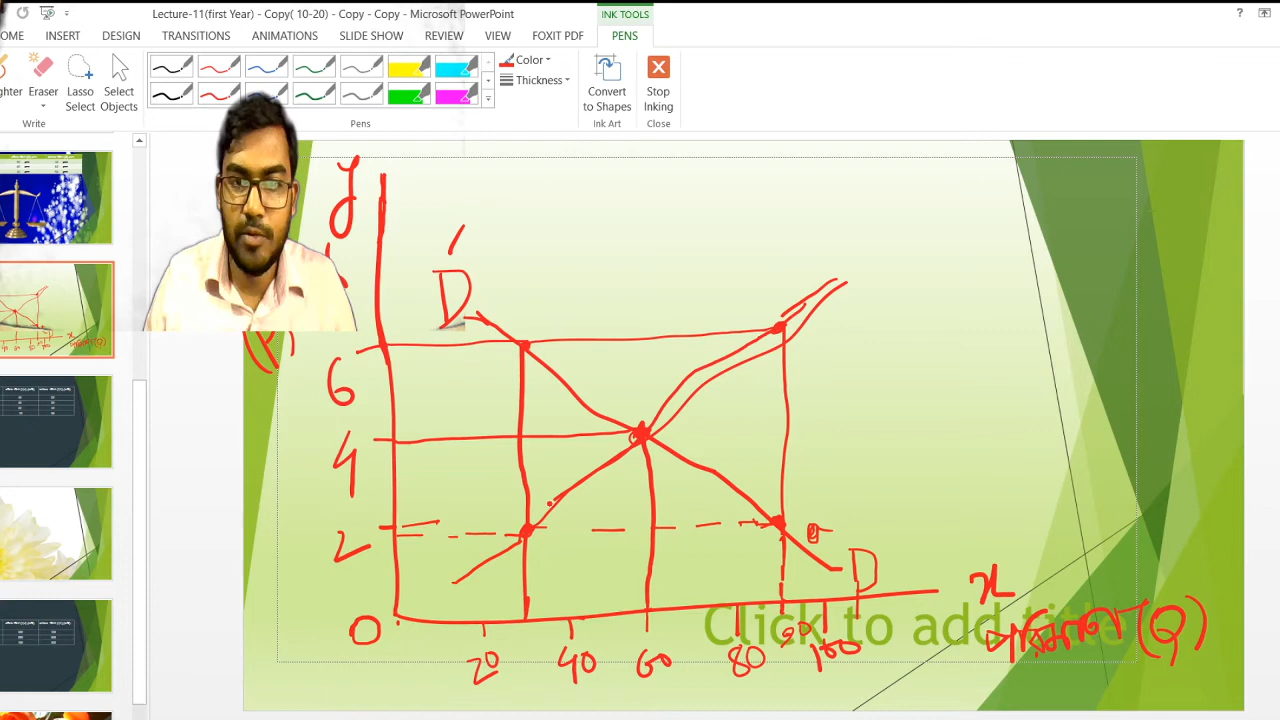 Lecture-11(first Year) - Copy( 10-20) - Copy - Copy - Microsoft PowerPoint
INK TOOLS
OME INSERT DESIGN TRANSITIONS ANIMATIONS SLIDE SHOW REVIEW VIEW FOXIT PDF PENS
ghter Eraser Lasso Select Select Objects
Color
Thickness
Convert to Shapes
Stop Inking
Write Pens Ink Art Close
y
D
(P)
6
4
2
D
x
0
Click to add title
(Q)
20 40 60 80 90 100